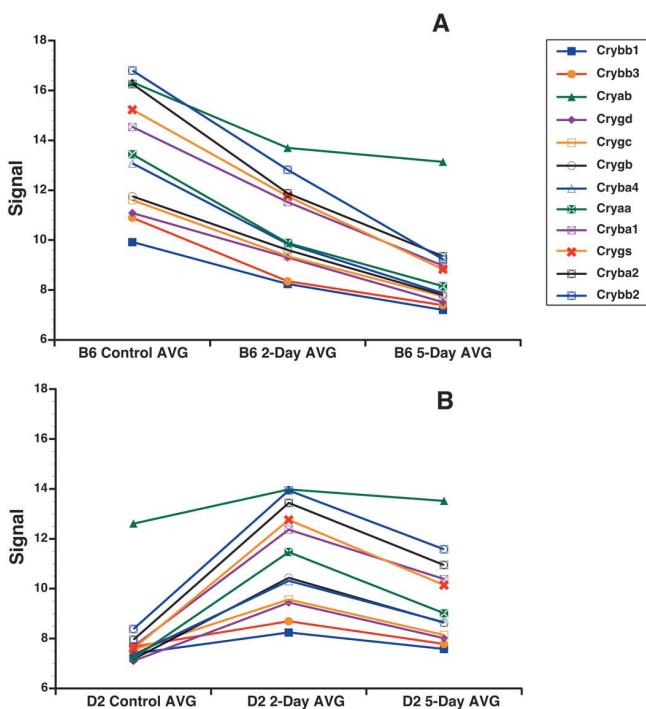 A
18
16
14
12
10
8
6
Signal
B6 Control AVG B6 2-Day AVG B6 5-Day AVG
Crybb1
Crybb3
Cryab
Crygd
Crygc
Crygb
Cryba4
Cryaa
Cryba1
Crygs
Cryba2
Crybb2
B
18
16
14
12
10
8
6
Signal
D2 Control AVG D2 2-Day AVG D2 5-Day AVG